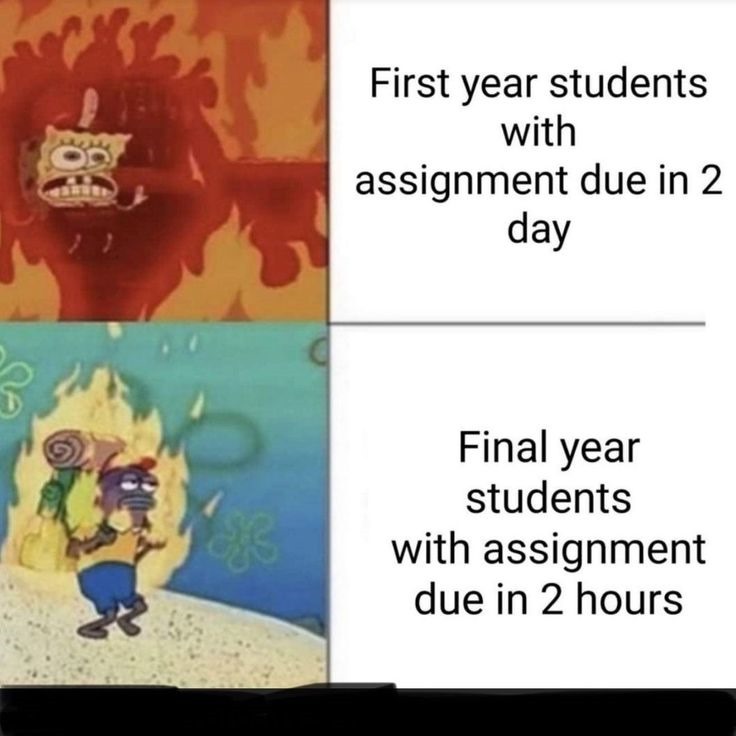 First year students
with
assignment due in 2
day
Final year
students
with assignment
due in 2 hours